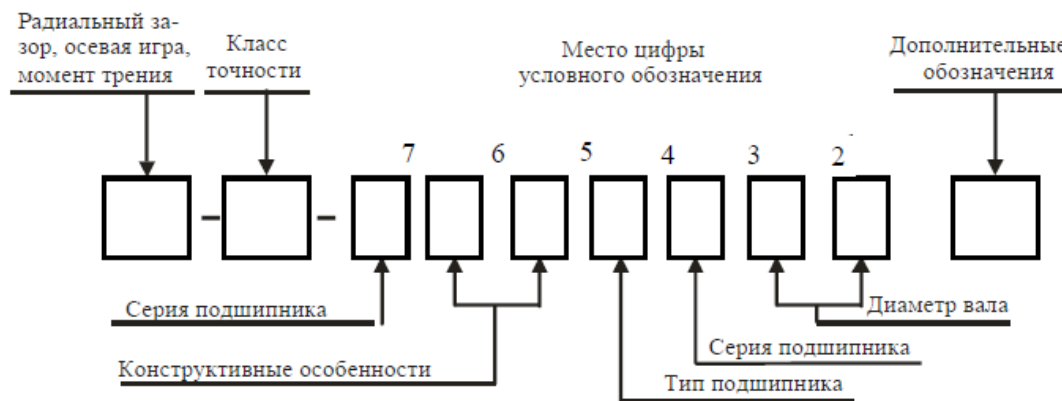 Радиальный за-
зор, осевая игра,
момент трения
Класс
точности
Место цифры
условного обозначения
Дополнительные
обозначения
7 6 5 4 3 2
Серия подшипника
Диаметр вала
Конструктивные особенности
Серия подшипника
Тип подшипника